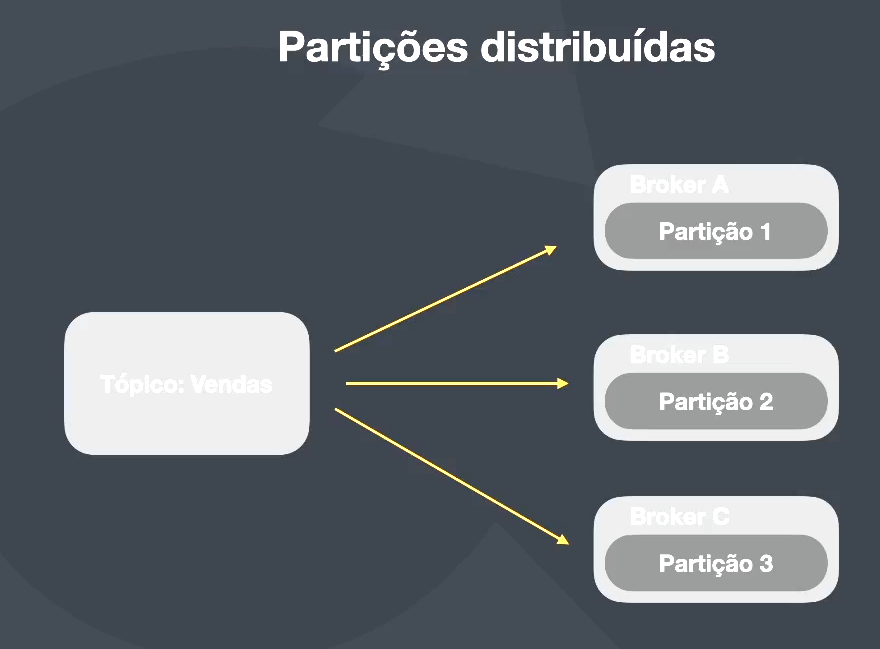 Partições distribuídas
Broker A
Partição 1
Tópico: Vendas
Broker B
Partição 2
Broker C
Partição 3